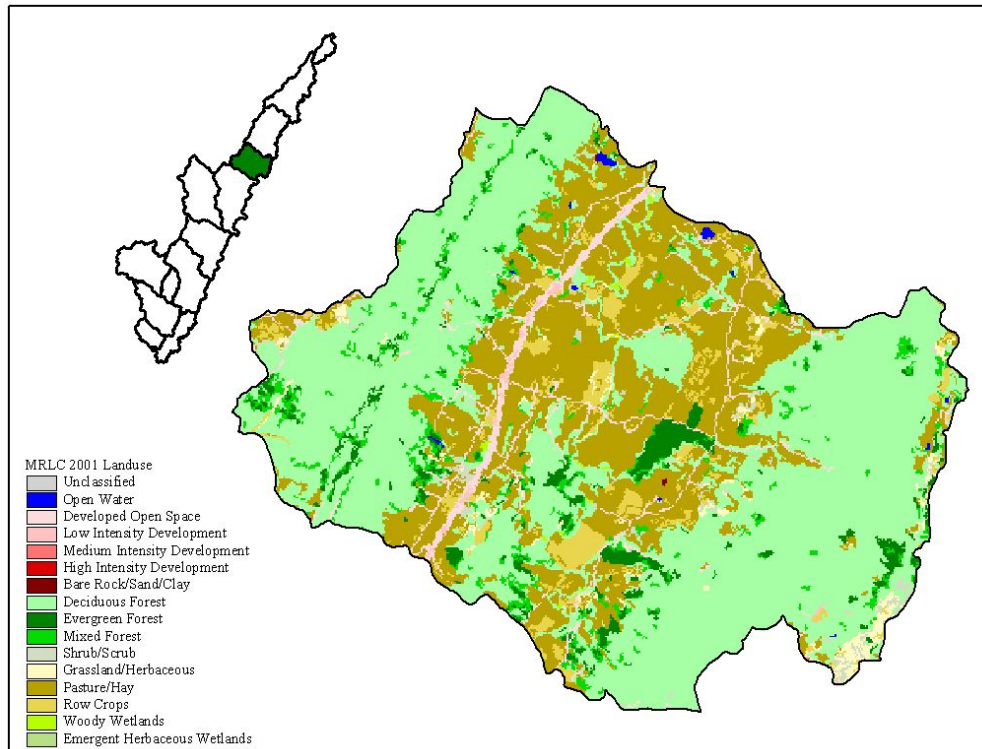 MRLC 2001 Landuse
Unclassified
Open Water
Developed Open Space
Low Intensity Development
Medium Intensity Development
High Intensity Development
Bare Rock/Sand/Clay
Deciduous Forest
Evergreen Forest
Mixed Forest
Shrub/Scrub
Grassland/Herbaceous
Pasture/Hay
Row Crops
Woody Wetlands
Emergent Herbaceous Wetlands